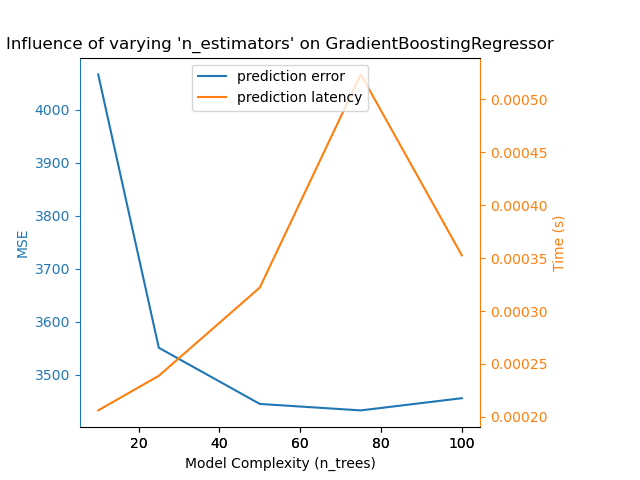 Influence of varying 'n_estimators' on GradientBoostingRegressor
prediction error
prediction latency
4000
3900
3800
3700
3600
3500
MSE
0.00050
0.00045
0.00040
0.00035
0.00030
0.00025
0.00020
Time (s)
20 40 60 80 100
Model Complexity (n_trees)